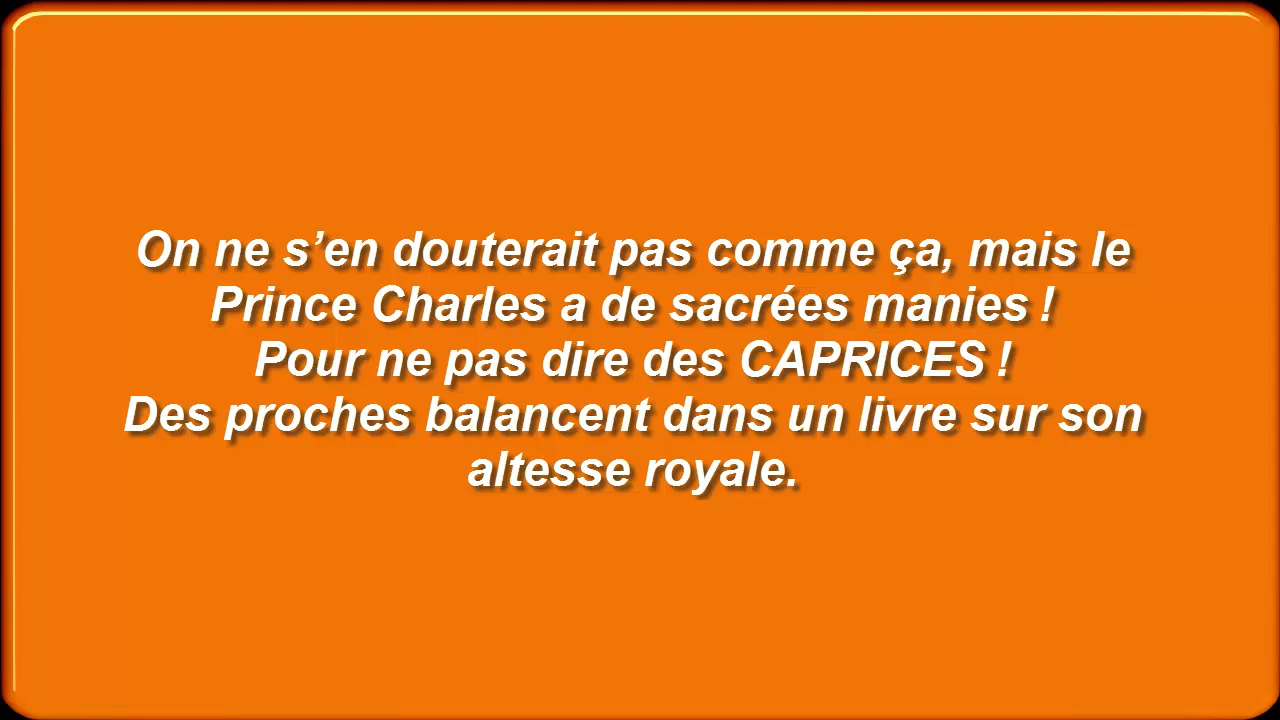 On ne s’en douterait pas comme ça, mais le
Prince Charles a de sacrées manies !
Pour ne pas dire des CAPRICES !
Des proches balancent dans un livre sur son
altesse royale.